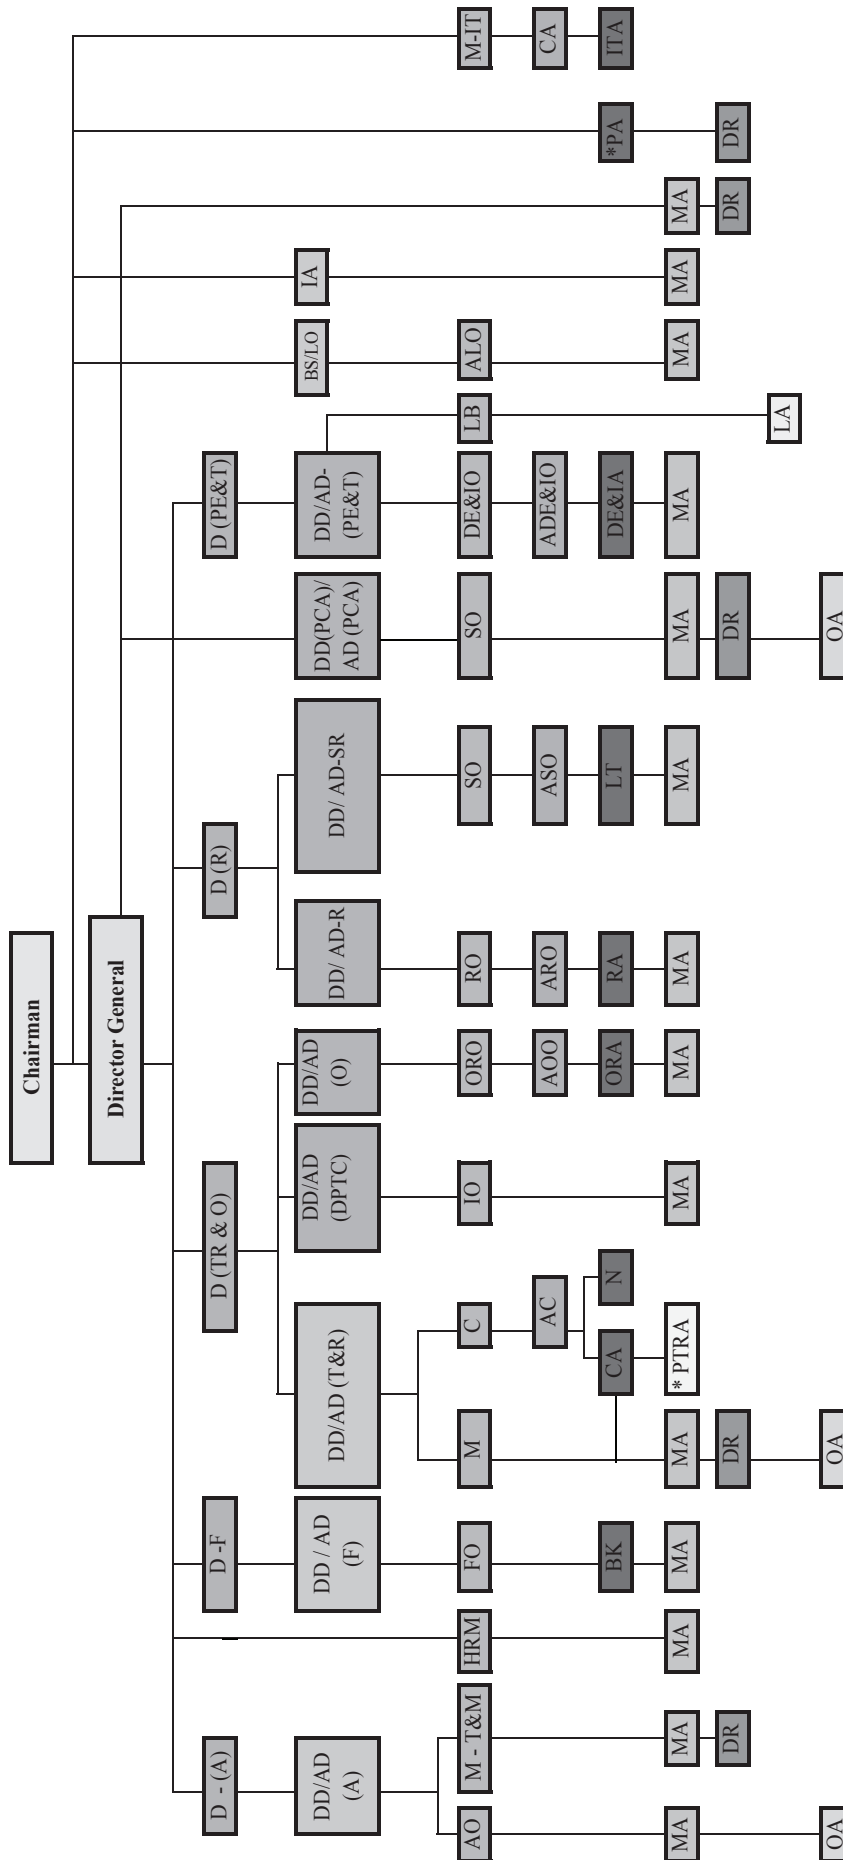 Chairman
Director General
D - (A)
D -F
D (TR & O)
D (R)
D (PE&T)
DD/AD
(A)
DD / AD
(F)
DD/AD (T&R)
DD/AD
(DPTC)
DD/AD
(O)
DD/ AD-R
DD/ AD-SR
DD(PCA)/
AD (PCA)
DD/AD-
(PE&T)
BS/LO
IA
AO
M - T&M
HRM
FO
M
C
IO
ORO
RO
SO
SO
DE&IO
LB
ALO
M-IT
AC
AOO
ARO
ASO
ADE&IO
CA
BK
CA
N
ORA
RA
LT
DE&IA
*PA
ITA
MA
MA
MA
MA
MA
* PTRA
MA
MA
MA
MA
MA
MA
MA
MA
MA
DR
DR
DR
DR
DR
LA
OA
OA
OA